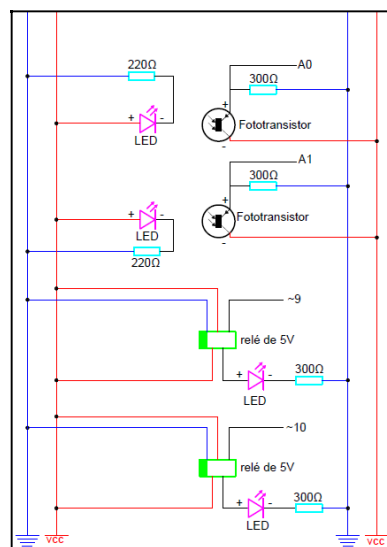 220Ω
A0
300Ω
+
+ -
LED
Fototransistor
-
A1
300Ω
+
+ -
LED
Fototransistor
-
220Ω
~9
relé de 5V
300Ω
+ -
LED
~10
relé de 5V
300Ω
+ -
LED
VCC
VCC